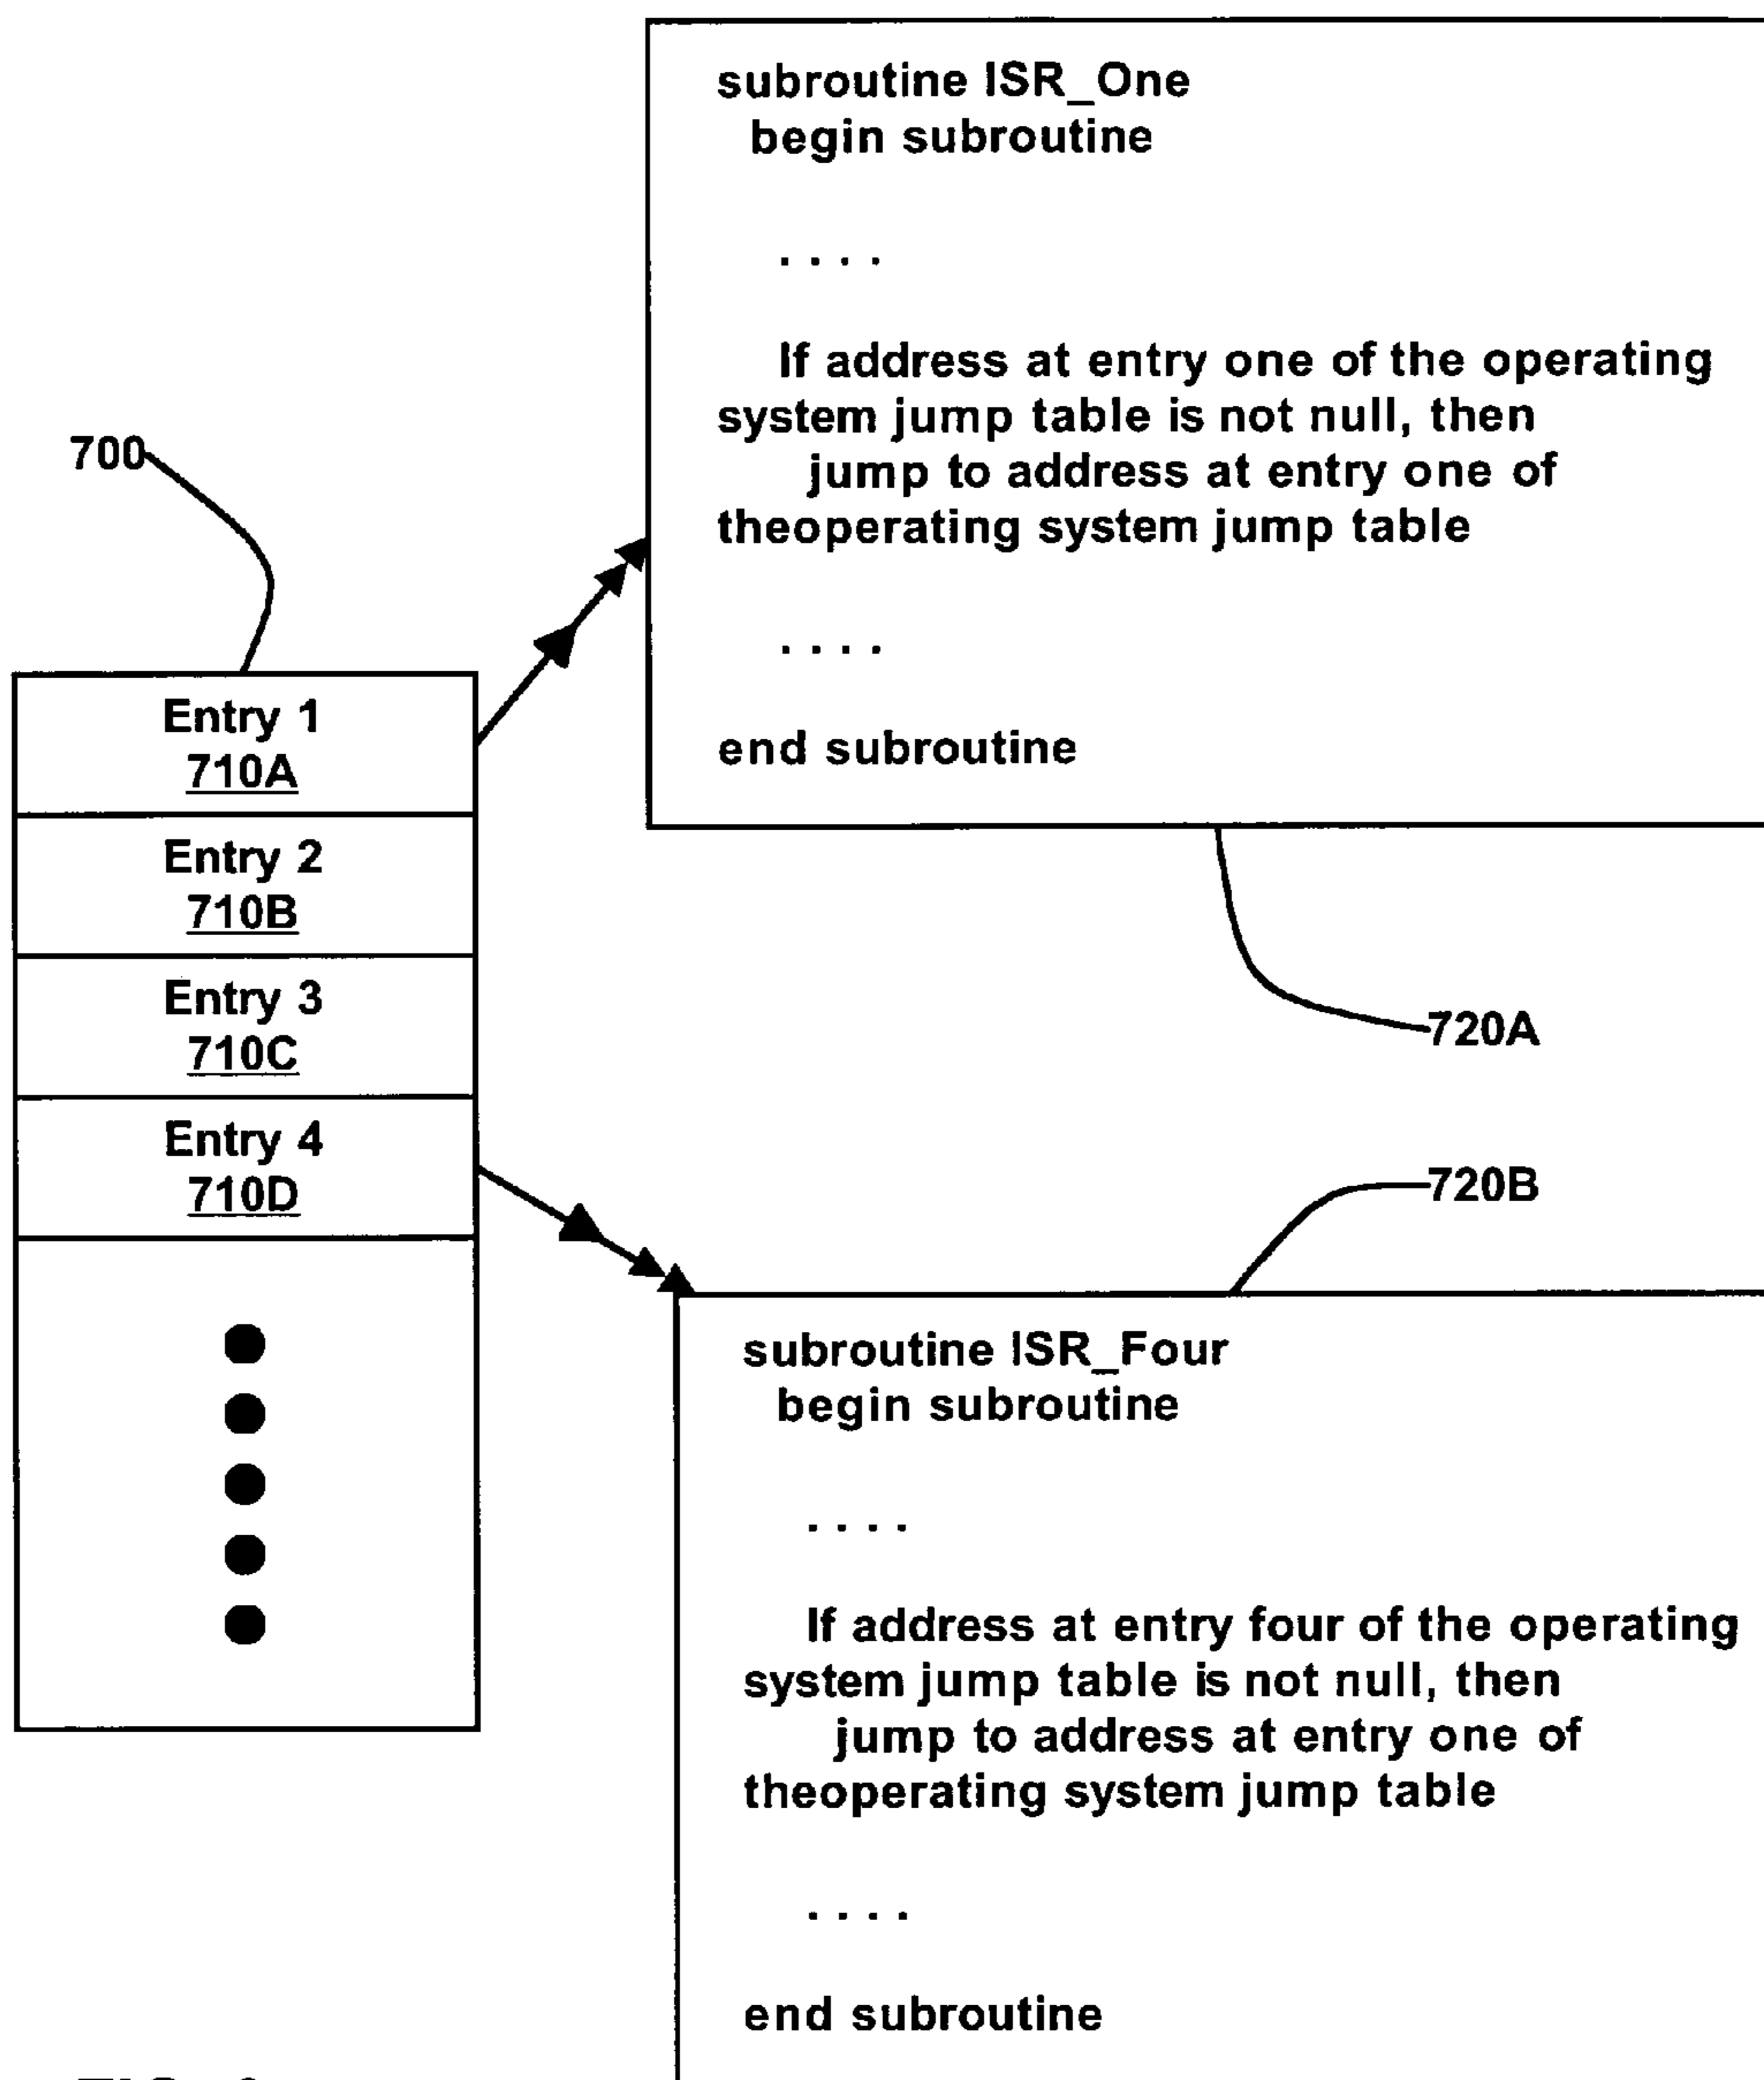 subroutine ISR_One
begin subroutine
. . . .
If address at entry one of the operating
system jump table is not null, then
jump to address at entry one of
theoperating system jump table
. . . .
end subroutine
700
Entry 1
710A
Entry 2
710B
Entry 3
710C
Entry 4
710D
720A
720B
subroutine ISR_Four
begin subroutine
. . . .
If address at entry four of the operating
system jump table is not null, then
jump to address at entry one of
theoperating system jump table
. . . .
end subroutine